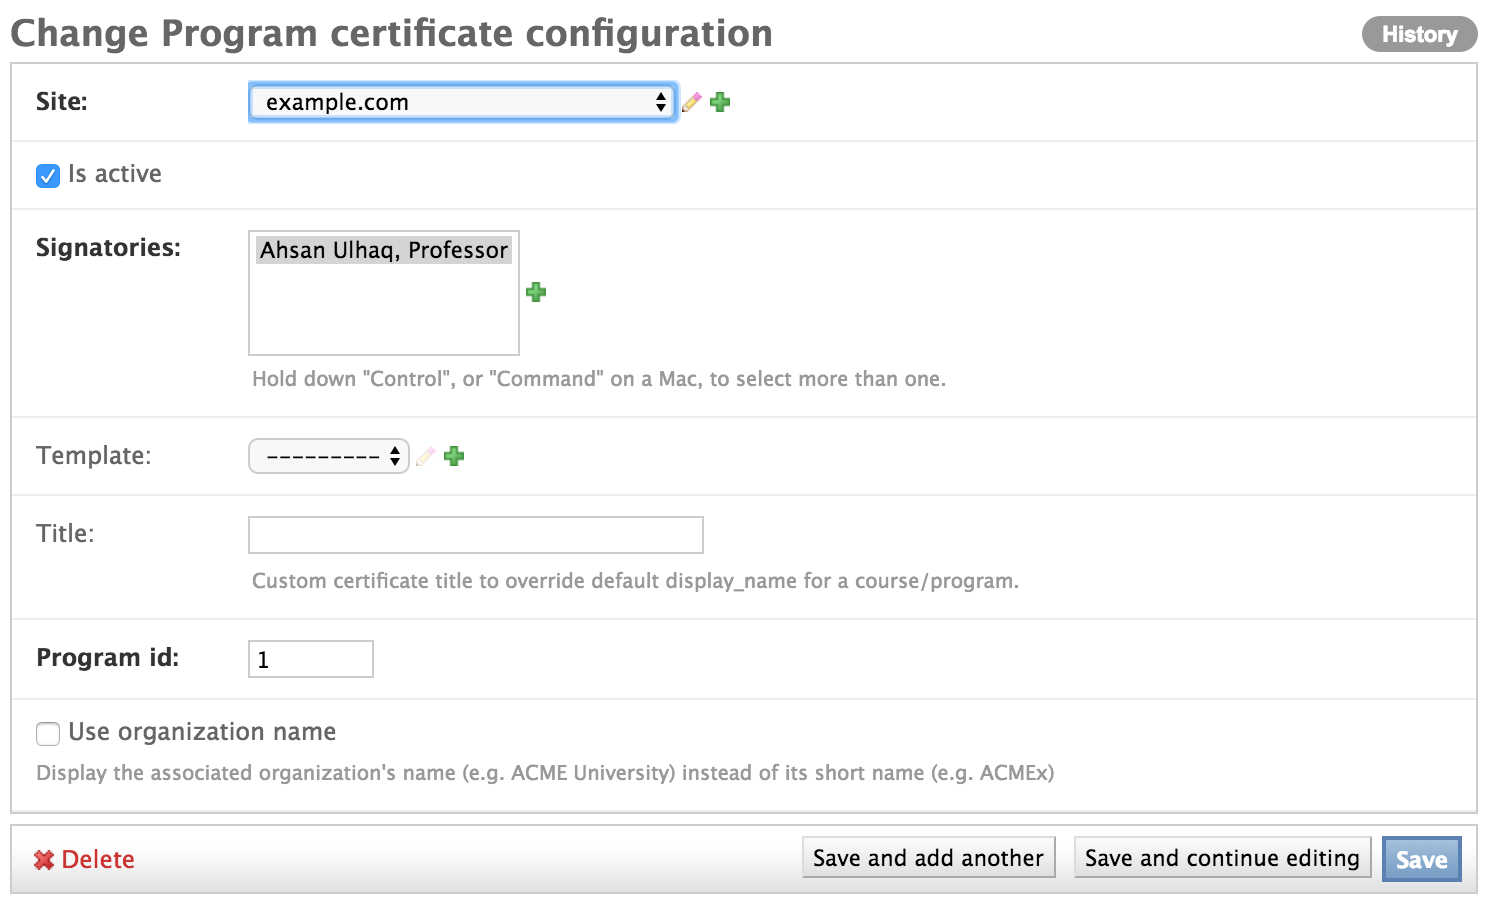 Change Program certificate configuration
History
Site: example.com
Is active
Signatories: Ahsan Ulhaq, Professor
Hold down "Control", or "Command" on a Mac, to select more than one.
Template: ---------
Title:
Custom certificate title to override default display_name for a course/program.
Program id: 1
Use organization name
Display the associated organization's name (e.g. ACME University) instead of its short name (e.g. ACMEx)
Delete Save and add another Save and continue editing Save